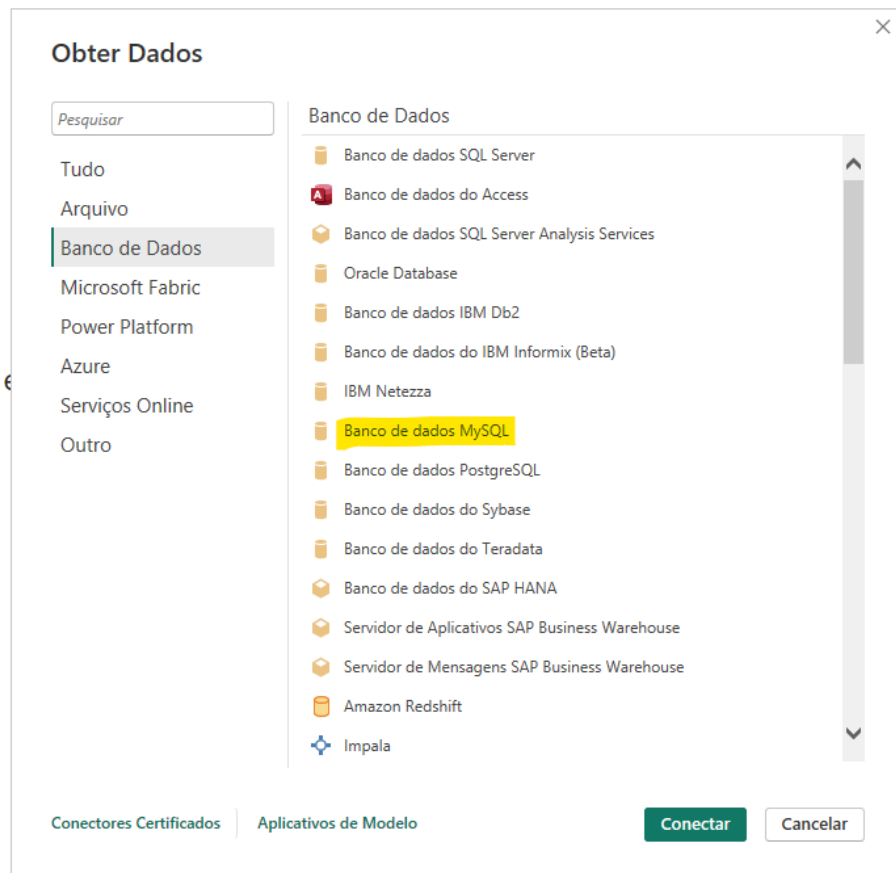 Obter Dados
Pesquisar
Tudo
Arquivo
Banco de Dados
Microsoft Fabric
Power Platform
Azure
Serviços Online
Outro
Banco de Dados
Banco de dados SQL Server
Banco de dados do Access
Banco de dados SQL Server Analysis Services
Oracle Database
Banco de dados IBM Db2
Banco de dados do IBM Informix (Beta)
IBM Netezza
Banco de dados MySQL
Banco de dados PostgreSQL
Banco de dados do Sybase
Banco de dados do Teradata
Banco de dados do SAP HANA
Servidor de Aplicativos SAP Business Warehouse
Servidor de Mensagens SAP Business Warehouse
Amazon Redshift
Impala
Conectores Certificados
Aplicativos de Modelo
Conectar
Cancelar